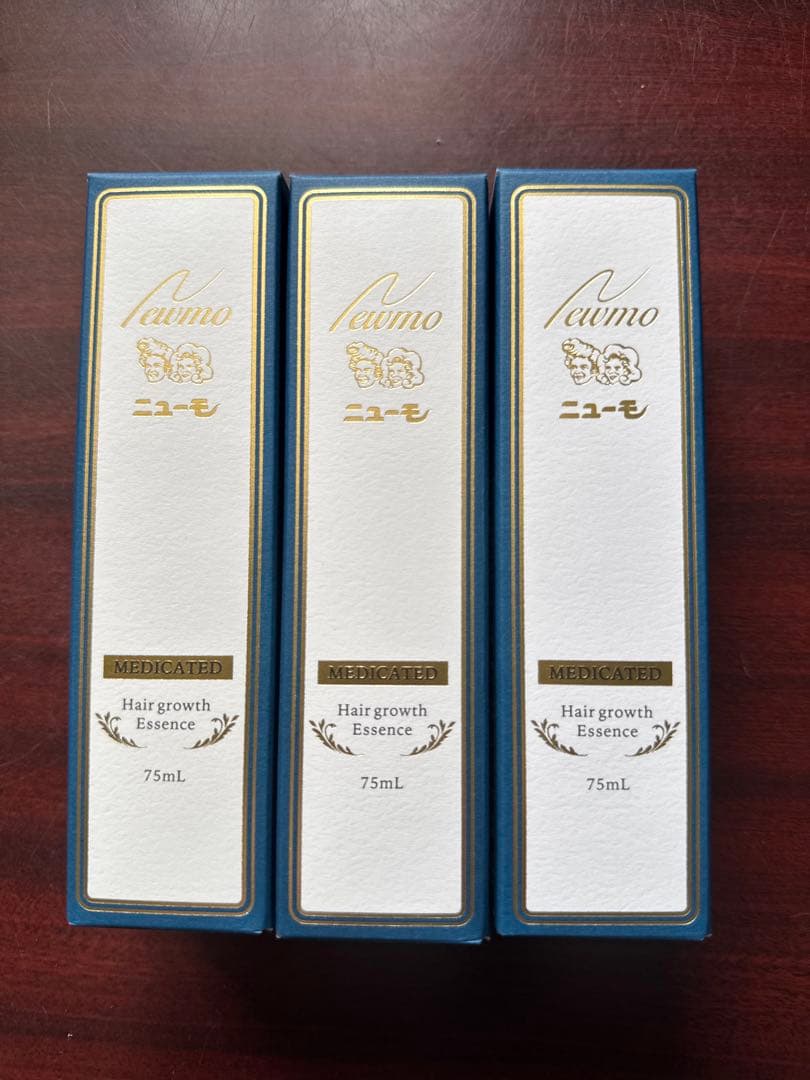 Newmo
ニューモ
MEDICATED
Hair growth
Essence
75mL
Newmo
ニューモ
MEDICATED
Hair growth
Essence
75mL
Newmo
ニューモ
MEDICATED
Hair growth
Essence
75mL